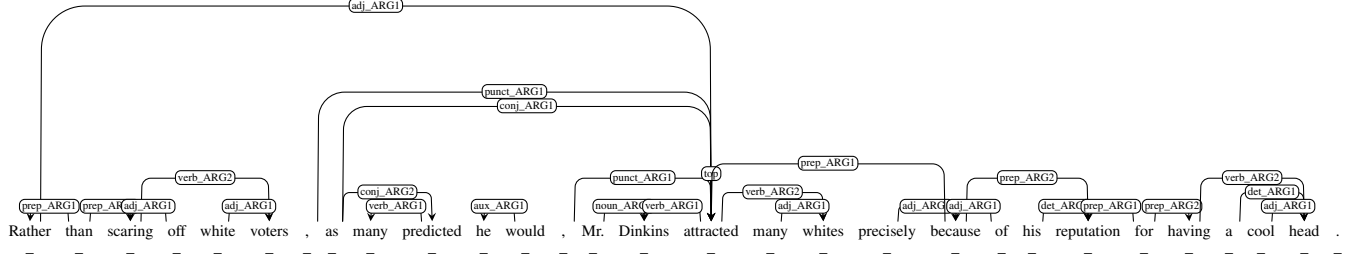 adj_ARG1
punct_ARG1
conj_ARG1
prep_ARG1
top
verb_ARG2 conj_ARG2 punct_ARG1 verb_ARG2 prep_ARG2 verb_ARG2
det_ARG1
prep_ARG1 adj_ARG1 adj_ARG1 verb_ARG1 aux_ARG1 verb_ARG1 adj_ARG1 adj_ARG1 prep_ARG1 prep_ARG2 adj_ARG1
Rather than scaring off white voters , as many predicted he would , Mr. Dinkins attracted many whites precisely because of his reputation for having a cool head .
_ _ _ _ _ _ _ _ _ _ _ _ _ _ _ _ _ _ _ _ _ _ _ _ _ _ _ _ _